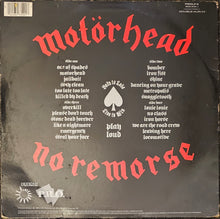 motörhead
side one
ace of spades
motorhead
jailbait
stay clean
too late too late
killed by death
side two
bomber
iron fist
shine
dancing on your grave
metropolis
snaggletooth
side three
overkill
please don't touch
stone dead forever
like a nightmare
emergency
steal your face
side four
louie louie
no class
iron horse
we are the road crew
leaving here
locomotive
Born to Lose
Live to Win
play
loud
no remorse